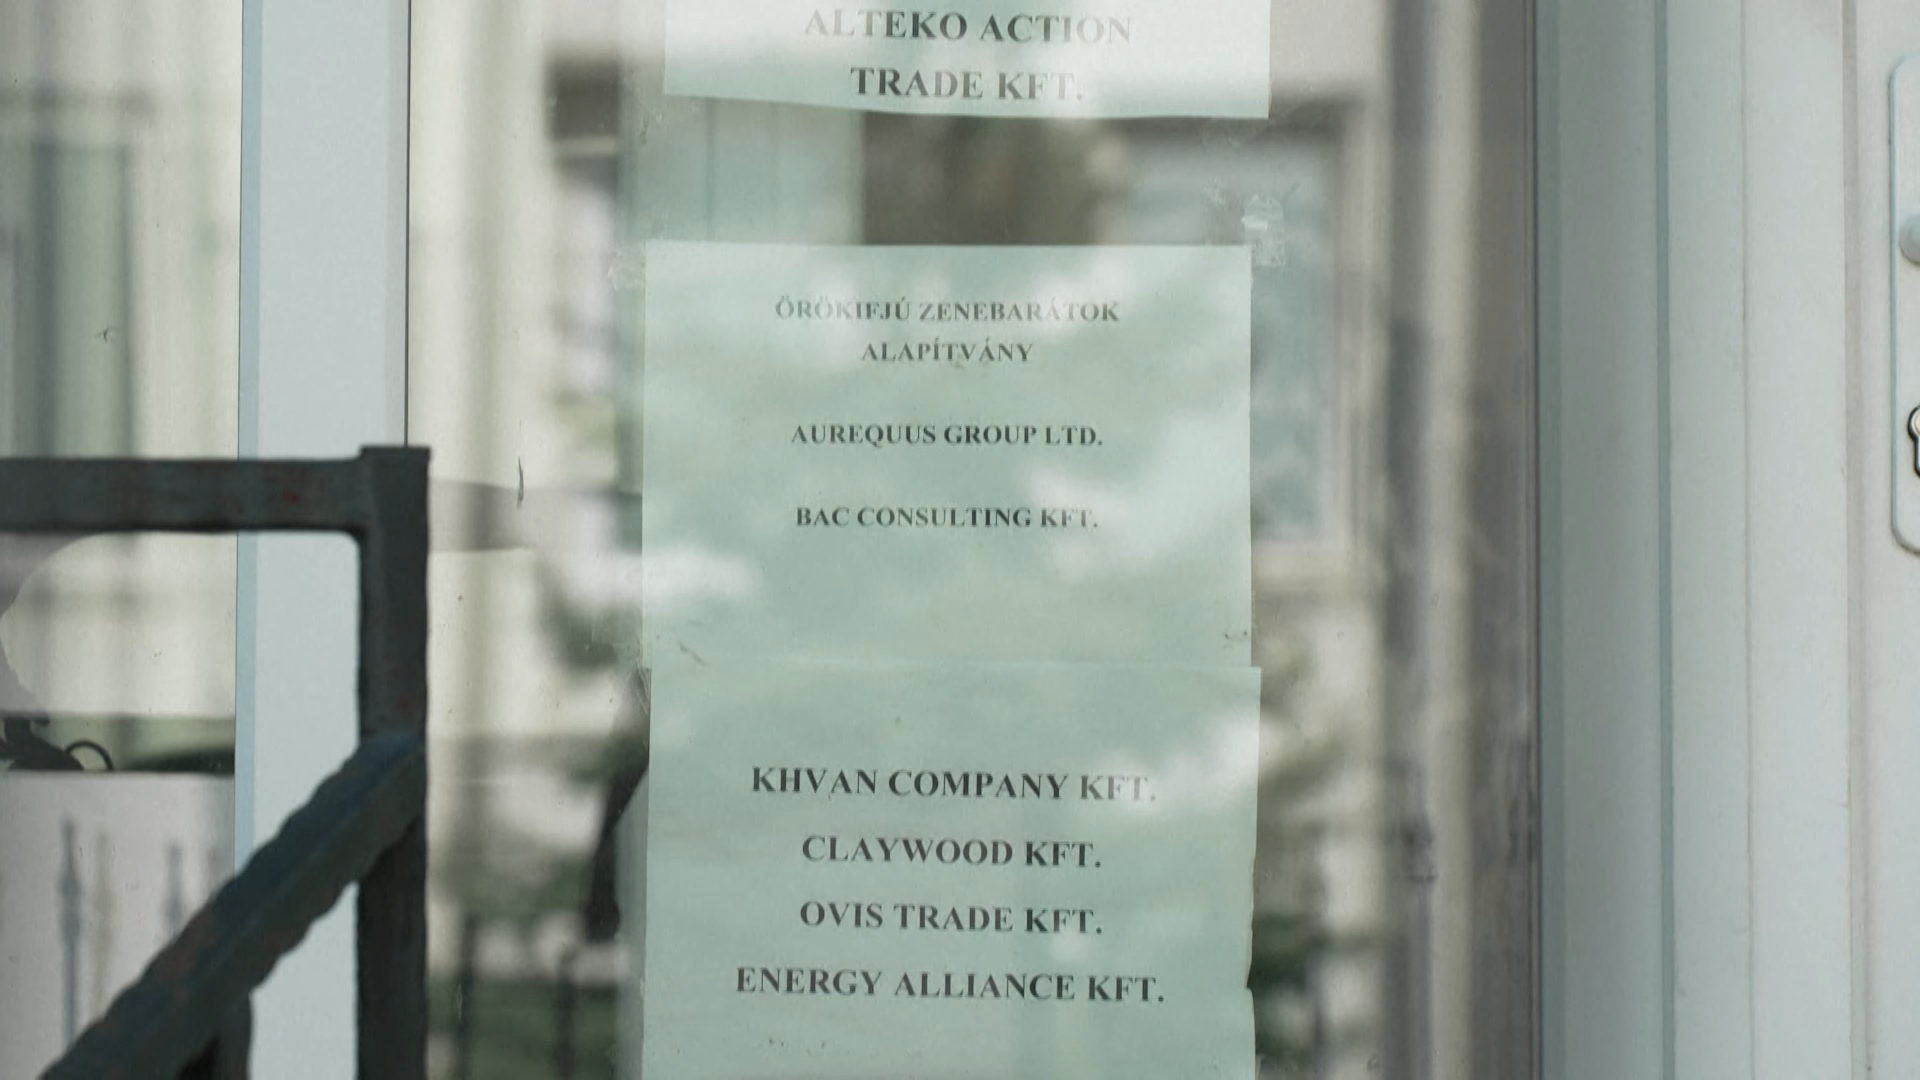 ALTEKO ACTION
TRADE KFT.
ÖRÖKIFJÚ ZENEBARÁTOK
ALAPÍTVÁNY
AUREQUUS GROUP LTD.
BAC CONSULTING KFT.
KHVAN COMPANY KFT.
CLAYWOOD KFT.
OVIS TRADE KFT.
ENERGY ALLIANCE KFT.